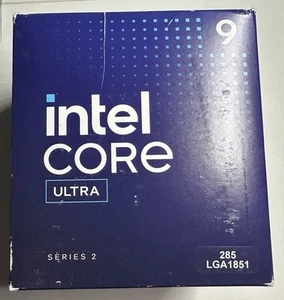 9
intel
CORE
ULTRA
SERIES 2
285
LGA1851